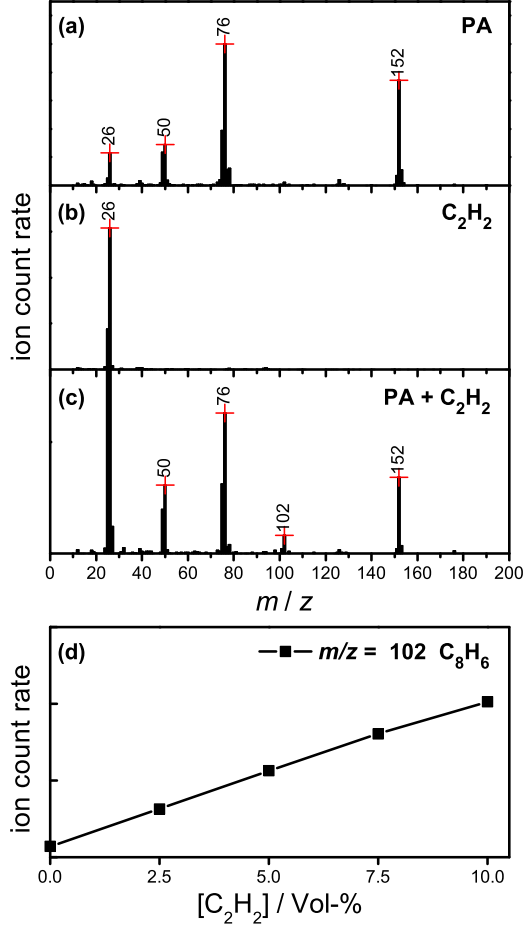 (a) PA
76
152
50
26
(b) C₂H₂
26
ion count rate
(c) PA + C₂H₂
76
152
50
102
0 20 40 60 80 100 120 140 160 180 200
m / z
(d) m/z = 102 C₈H₆
ion count rate
0.0 2.5 5.0 7.5 10.0
[C₂H₂] / Vol-%